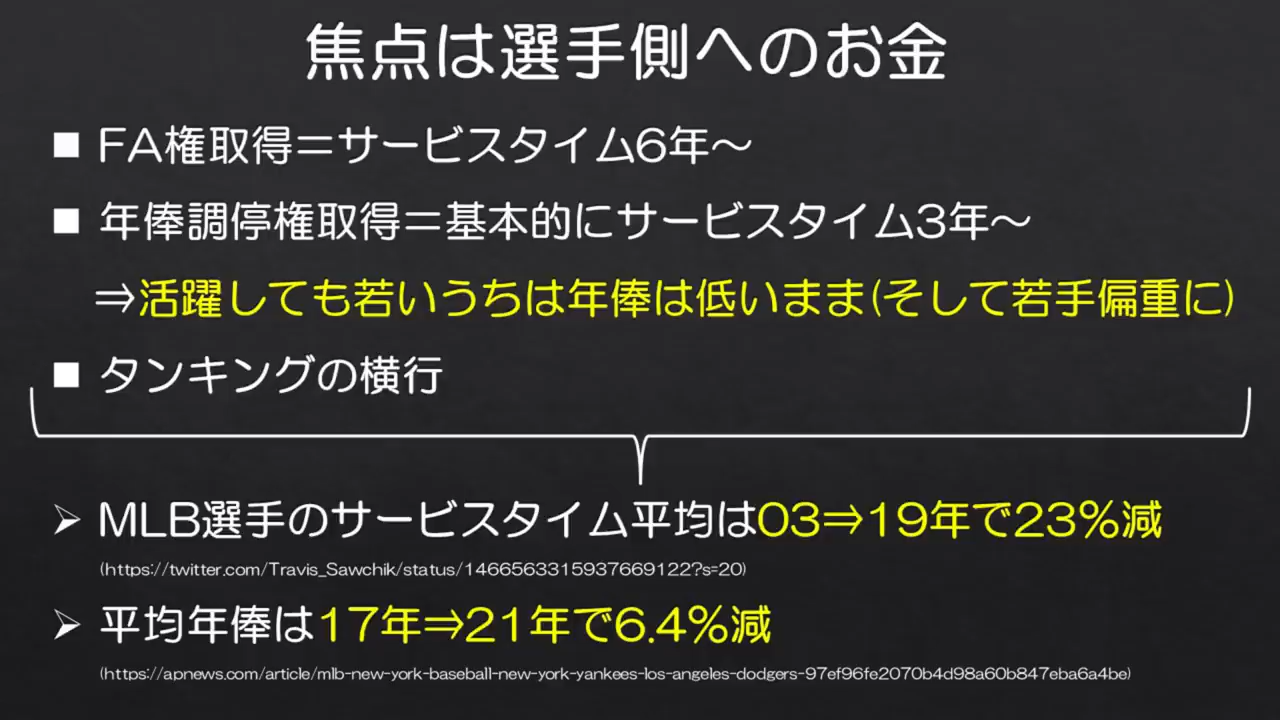 焦点は選手側へのお金
■ FA権取得＝サービスタイム6年～
■ 年俸調停権取得＝基本的にサービスタイム3年～
⇒活躍しても若いうちは年俸は低いまま(そして若手偏重に)
■ タンキングの横行
➢ MLB選手のサービスタイム平均は03⇒19年で23%減
(https://twitter.com/Travis_Sawchik/status/1466563315937669122?s=20)
➢ 平均年俸は17年⇒21年で6.4%減
(https://apnews.com/article/mlb-new-york-baseball-new-york-yankees-los-angeles-dodgers-97ef96fe2070b4d98a60b847eba6a4be)